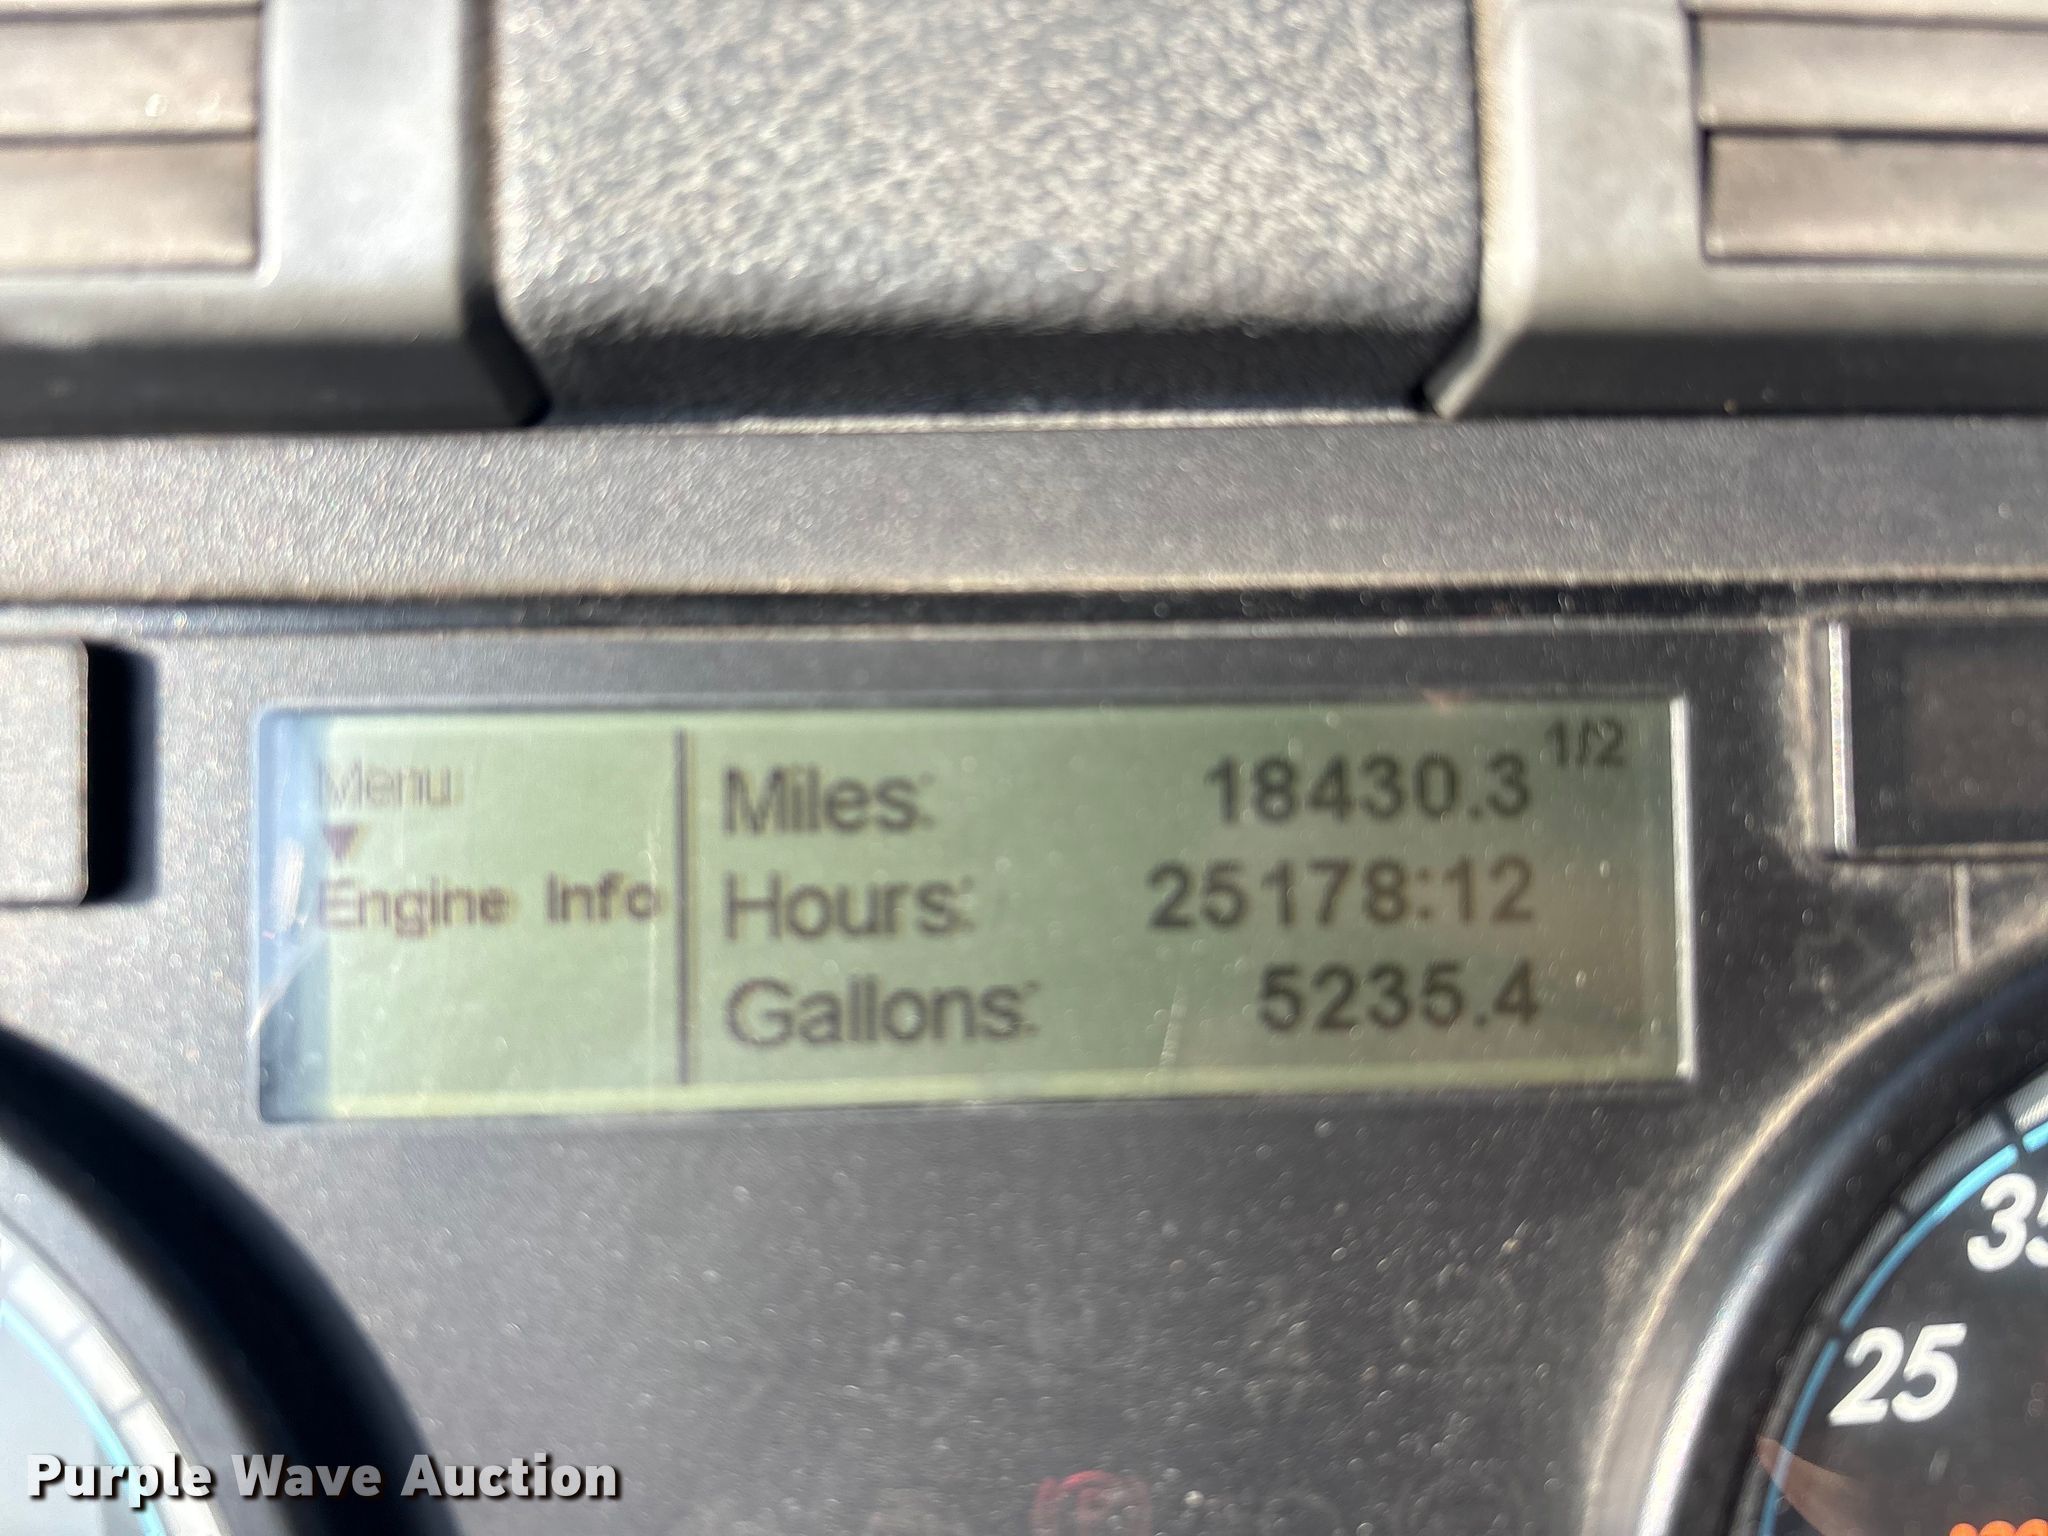 Menu
Engine Info
1/2
Miles: 18430.3
Hours: 25178:12
Gallons: 5235.4
35
25
Purple Wave Auction